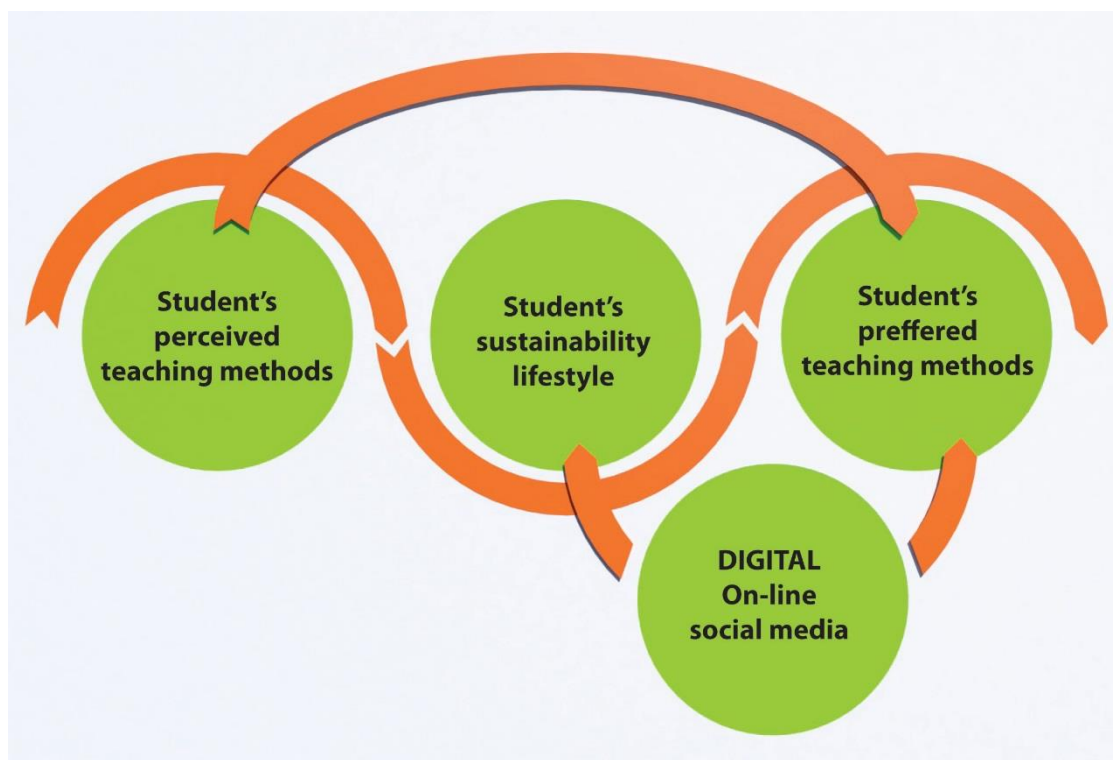 Student’s
perceived
teaching methods
Student’s
sustainability
lifestyle
Student’s
preffered
teaching methods
DIGITAL
On-line
social media